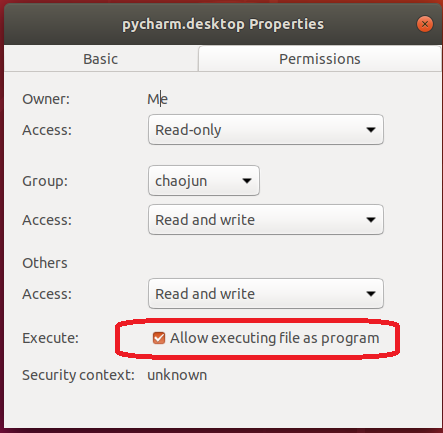 pycharm.desktop Properties
Basic Permissions
Owner: Me
Access: Read-only
Group: chaojun
Access: Read and write
Others
Access: Read and write
Execute: Allow executing file as program
Security context: unknown